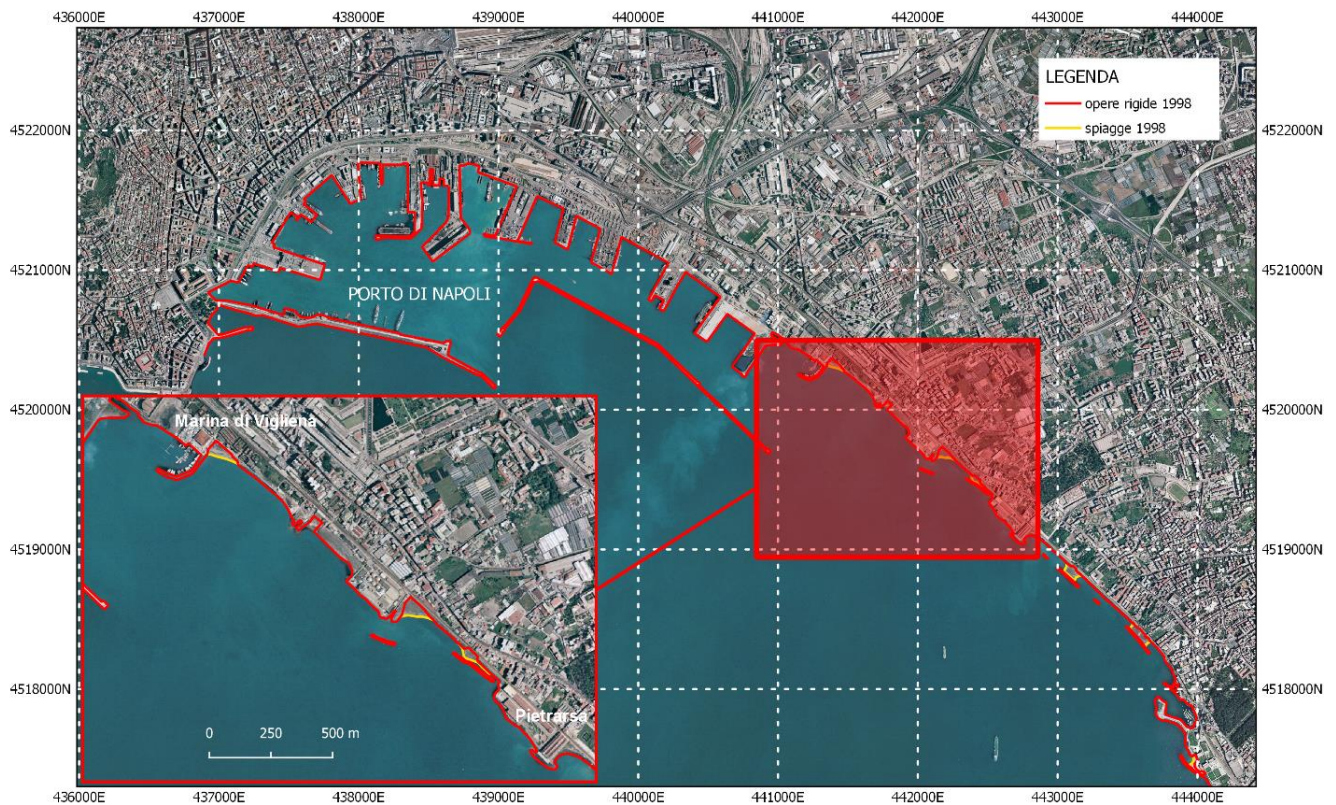 436000E 437000E 438000E 439000E 440000E 441000E 442000E 443000E 444000E
LEGENDA
opere rigide 1998
spiagge 1998
4522000N 4522000N
4521000N 4521000N
PORTO DI NAPOLI
4520000N 4520000N
Marina di Vigliena
4519000N 4519000N
4518000N 4518000N
Pietrarsa
0 250 500 m
436000E 437000E 438000E 439000E 440000E 441000E 442000E 443000E 444000E